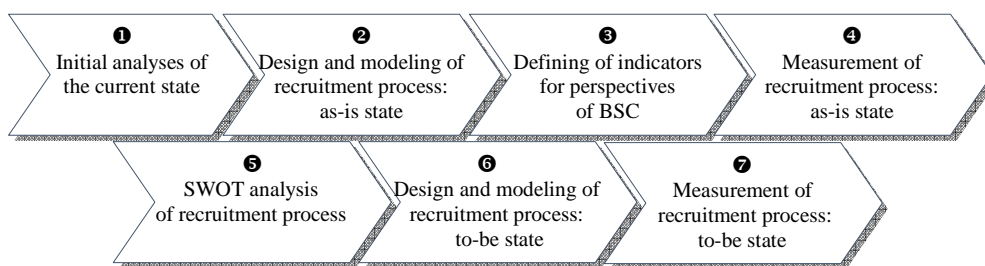 ❶
Initial analyses of
the current state
❷
Design and modeling of
recruitment process:
as-is state
❸
Defining of indicators
for perspectives
of BSC
❹
Measurement of
recruitment process:
as-is state
❺
SWOT analysis
of recruitment process
❻
Design and modeling of
recruitment process:
to-be state
❼
Measurement of
recruitment process:
to-be state